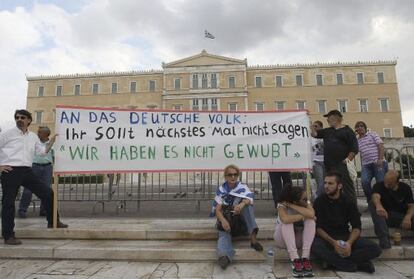 AN DAS DEUTSCHE VOLK:
Ihr SOllt nächstes mal nicht sagen
"WIR HABEN ES NICHT GEWUßT"